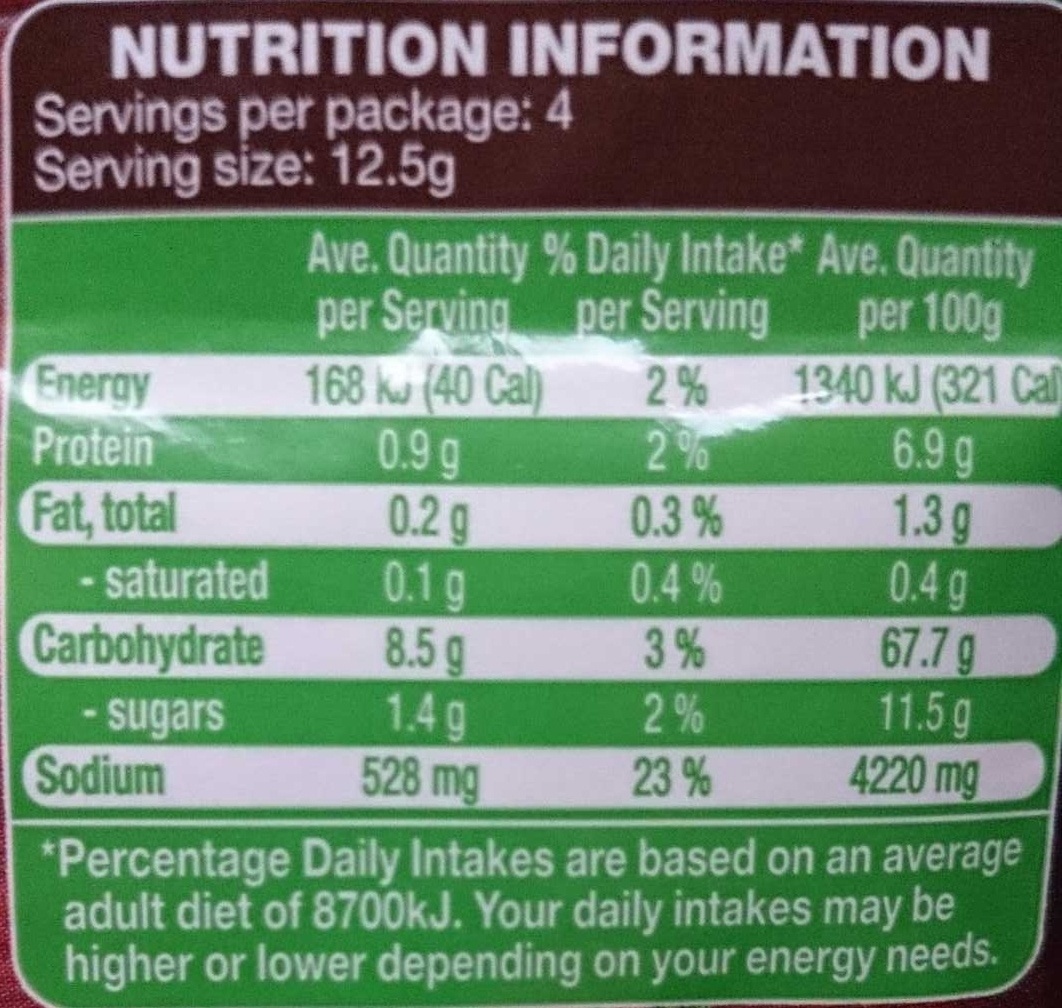 NUTRITION INFORMATION
Servings per package: 4
Serving size: 12.5g
Ave. Quantity % Daily Intake* Ave. Quantity
per Serving per Serving per 100g
Energy 168 kJ (40 Cal) 2 % 1340 kJ (321 Cal)
Protein 0.9 g 2 % 6.9 g
Fat, total 0.2 g 0.3 % 1.3 g
- saturated 0.1 g 0.4 % 0.4 g
Carbohydrate 8.5 g 3 % 67.7 g
- sugars 1.4 g 2 % 11.5 g
Sodium 528 mg 23 % 4220 mg
*Percentage Daily Intakes are based on an average
adult diet of 8700kJ. Your daily intakes may be
higher or lower depending on your energy needs.